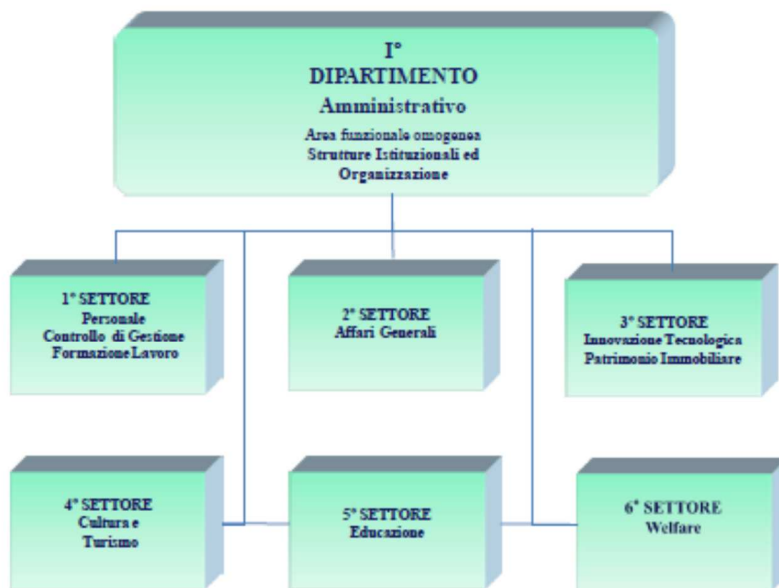 I°
DIPARTIMENTO
Amministrativo
Area funzionale omogenea
Strutture Istituzionali ed
Organizzazione
1° SETTORE
Personale
Controllo di Gestione
Formazione Lavoro
2° SETTORE
Affari Generali
3° SETTORE
Innovazione Tecnologica
Patrimonio Immobiliare
4° SETTORE
Cultura e
Turismo
5° SETTORE
Educazione
6° SETTORE
Welfare